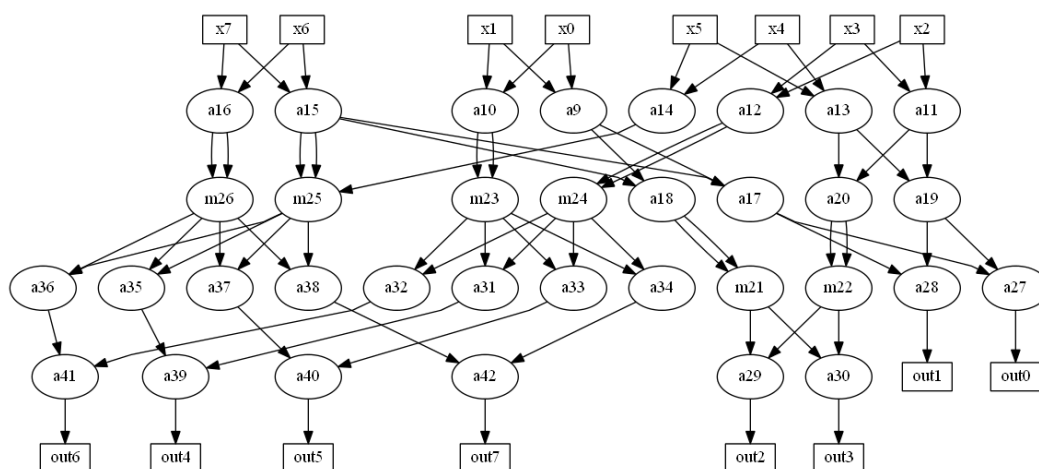 x7 x6 x1 x0 x5 x4 x3 x2
a16 a15 a10 a9 a14 a12 a13 a11
m26 m25 m23 m24 a18 a17 a20 a19
a36 a35 a37 a38 a32 a31 a33 a34 m21 m22 a28 a27
a41 a39 a40 a42 a29 a30 out1 out0
out6 out4 out5 out7 out2 out3